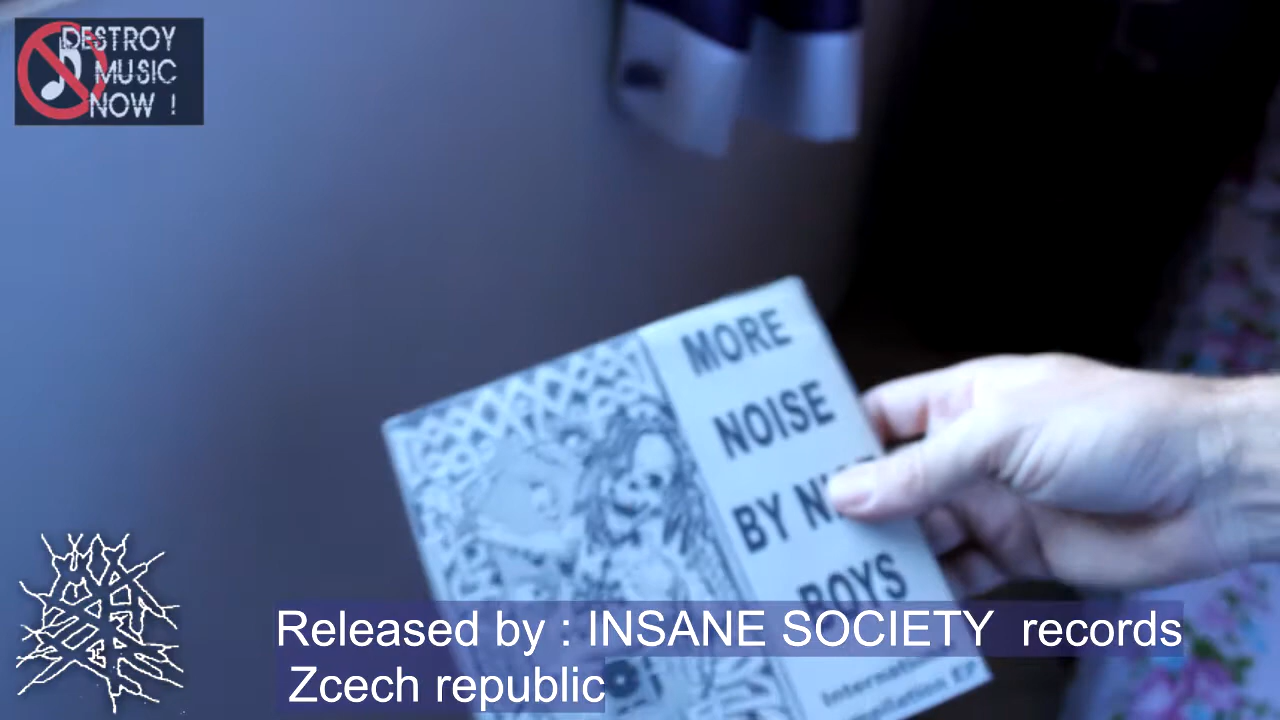 DESTROY
MUSIC
NOW !
MORE
NOISE
BY
BOYS
Released by : INSANE SOCIETY records
Zcech republic